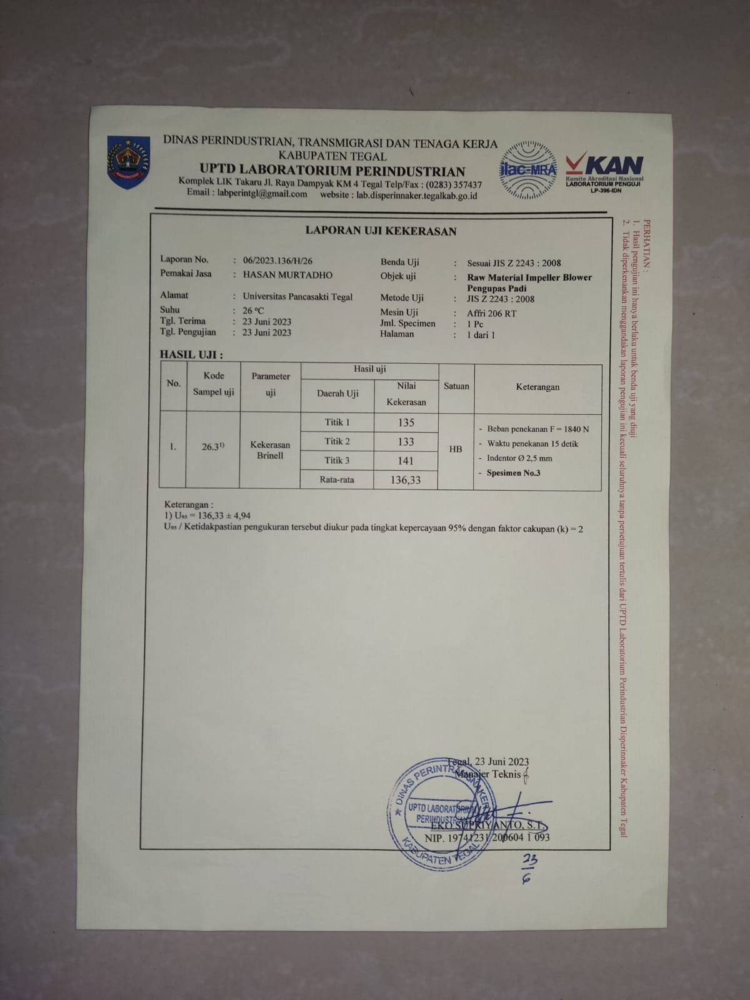 DINAS PERINDUSTRIAN, TRANSMIGRASI DAN TENAGA KERJA
KABUPATEN TEGAL
UPTD LABORATORIUM PERINDUSTRIAN
Komplek LIK Takaru Jl. Raya Dampyak KM 4 Tegal Telp/Fax : (0283) 357437
Email : labperintgl@gmail.com website : lab.disperinnaker.tegalkab.go.id
ilac-MRA
KAN
Komite Akreditasi Nasional
LABORATORIUM PENGUJI
LP-396-IDN
LAPORAN UJI KEKERASAN
Laporan No. : 06/2023.136/H/26
Pemakai Jasa : HASAN MURTADHO
Alamat : Universitas Pancasakti Tegal
Suhu : 26 ºC
Tgl. Terima : 23 Juni 2023
Tgl. Pengujian : 23 Juni 2023
Benda Uji : Sesuai JIS Z 2243 : 2008
Objek uji : Raw Material Impeller Blower
Pengupas Padi
Metode Uji : JIS Z 2243 : 2008
Mesin Uji : Affri 206 RT
Jml. Specimen : 1 Pc
Halaman : 1 dari 1
HASIL UJI :
No. Kode Sampel uji Parameter uji Hasil uji Satuan Keterangan
Daerah Uji Nilai Kekerasan
1. 26.3¹⁾ Kekerasan Brinell HB
Titik 1 135
Titik 2 133
Titik 3 141
Rata-rata 136,33
- Beban penekanan F = 1840 N
- Waktu penekanan 15 detik
- Indentor Ø 2,5 mm
- Spesimen No.3
Keterangan :
1) U₉₅ = 136,33 ± 4,94
U₉₅ / Ketidakpastian pengukuran tersebut diukur pada tingkat kepercayaan 95% dengan faktor cakupan (k) = 2
Tegal, 23 Juni 2023
Manajer Teknis
EKO SUPRIYANTO, S.T.
NIP. 19741231 200604 1 093
23
6
DINAS PERINTRANSNAKER
UPTD LABORATORIUM
PERINDUSTRIAN
KABUPATEN TEGAL
PERHATIAN :
1. Hasil pengujian ini hanya berlaku untuk benda uji yang diuji
2. Tidak diperkenankan menggandakan laporan pengujian ini kecuali seluruhnya tanpa persetujuan tertulis dari UPTD Laboratorium Perindustrian Disperinnaker Kabupaten Tegal